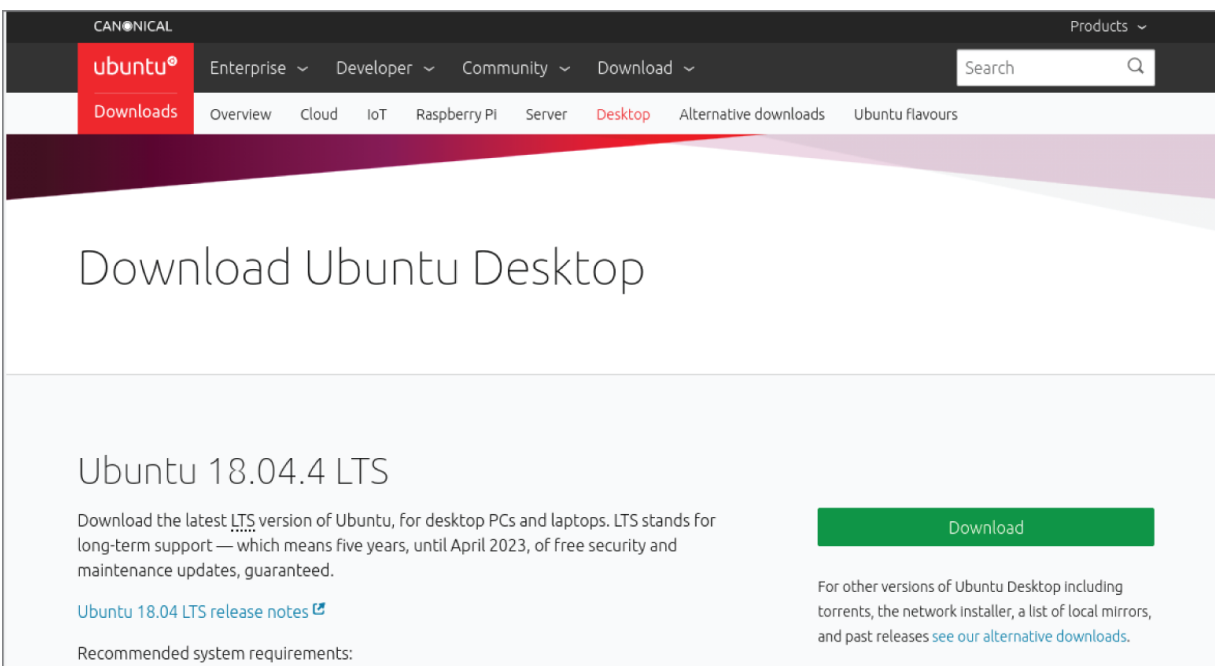 CANONICAL Products
ubuntu Enterprise Developer Community Download Search
Downloads Overview Cloud IoT Raspberry Pi Server Desktop Alternative downloads Ubuntu flavours
Download Ubuntu Desktop
Ubuntu 18.04.4 LTS
Download the latest LTS version of Ubuntu, for desktop PCs and laptops. LTS stands for
long-term support — which means five years, until April 2023, of free security and
maintenance updates, guaranteed.
Ubuntu 18.04 LTS release notes
Recommended system requirements:
Download
For other versions of Ubuntu Desktop including
torrents, the network installer, a list of local mirrors,
and past releases see our alternative downloads.